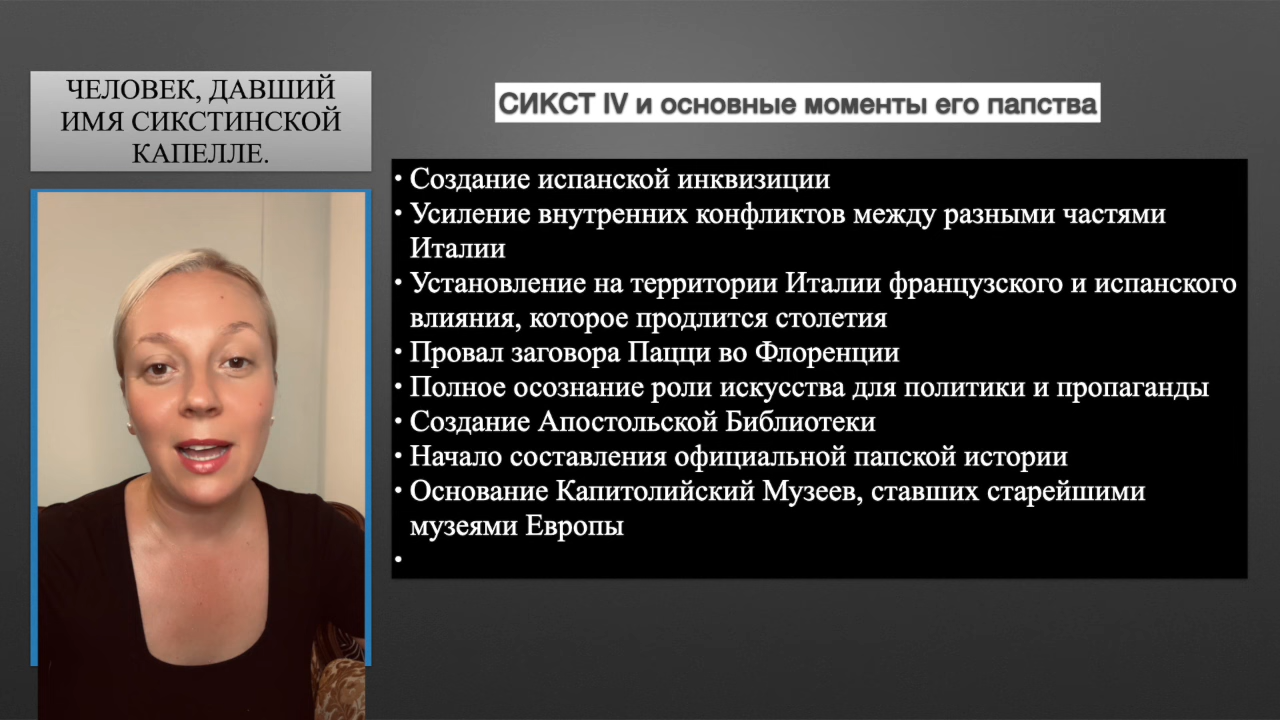 ЧЕЛОВЕК, ДАВШИЙ
ИМЯ СИКСТИНСКОЙ
КАПЕЛЛЕ.
СИКСТ IV и основные моменты его папства
• Создание испанской инквизиции
• Усиление внутренних конфликтов между разными частями
Италии
• Установление на территории Италии французского и испанского
влияния, которое продлится столетия
• Провал заговора Пацци во Флоренции
• Полное осознание роли искусства для политики и пропаганды
• Создание Апостольской Библиотеки
• Начало составления официальной папской истории
• Основание Капитолийский Музеев, ставших старейшими
музеями Европы
•